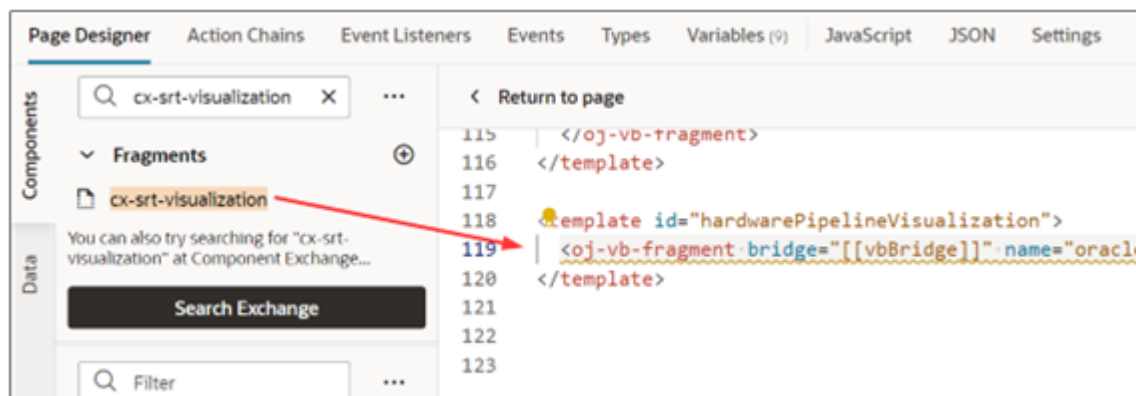 Page Designer Action Chains Event Listeners Events Types Variables (9) JavaScript JSON Settings
Components
Data
cx-srt-visualization
Fragments
cx-srt-visualization
You can also try searching for "cx-srt-
visualization" at Component Exchange...
Search Exchange
Filter
Return to page
115 </oj-vb-fragment>
116 </template>
117
118 <template id="hardwarePipelineVisualization">
119 <oj-vb-fragment bridge="[[vbBridge]]" name="oracle
120 </template>
121
122
123